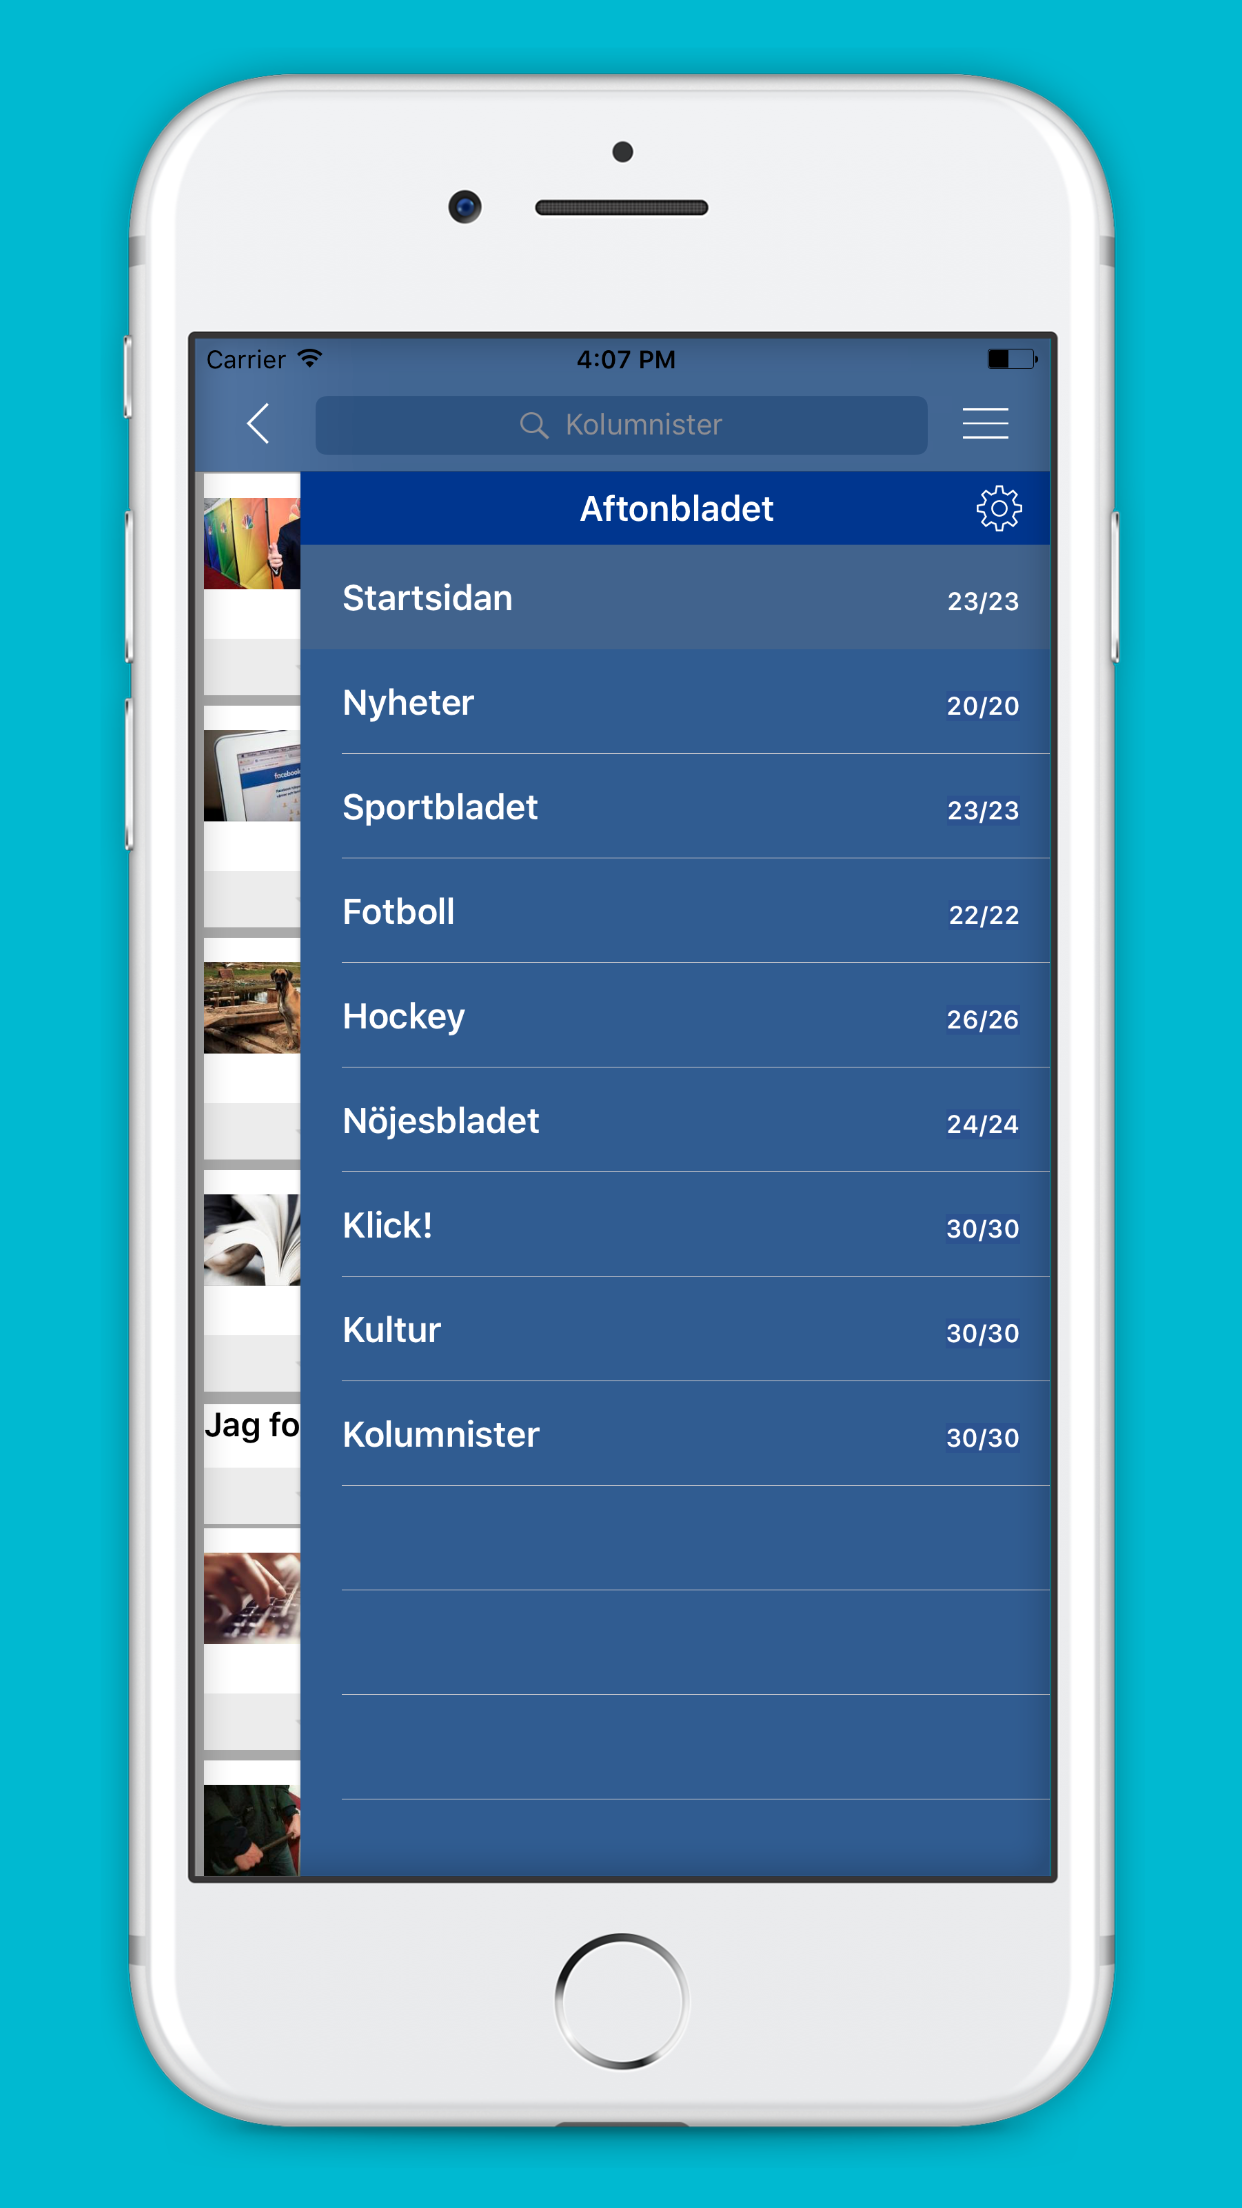 Carrier 4:07 PM
Kolumnister
Aftonbladet
Startsidan 23/23
Nyheter 20/20
Sportbladet 23/23
Fotboll 22/22
Hockey 26/26
Nöjesbladet 24/24
Klick! 30/30
Kultur 30/30
Kolumnister 30/30
facebook
Jag fo